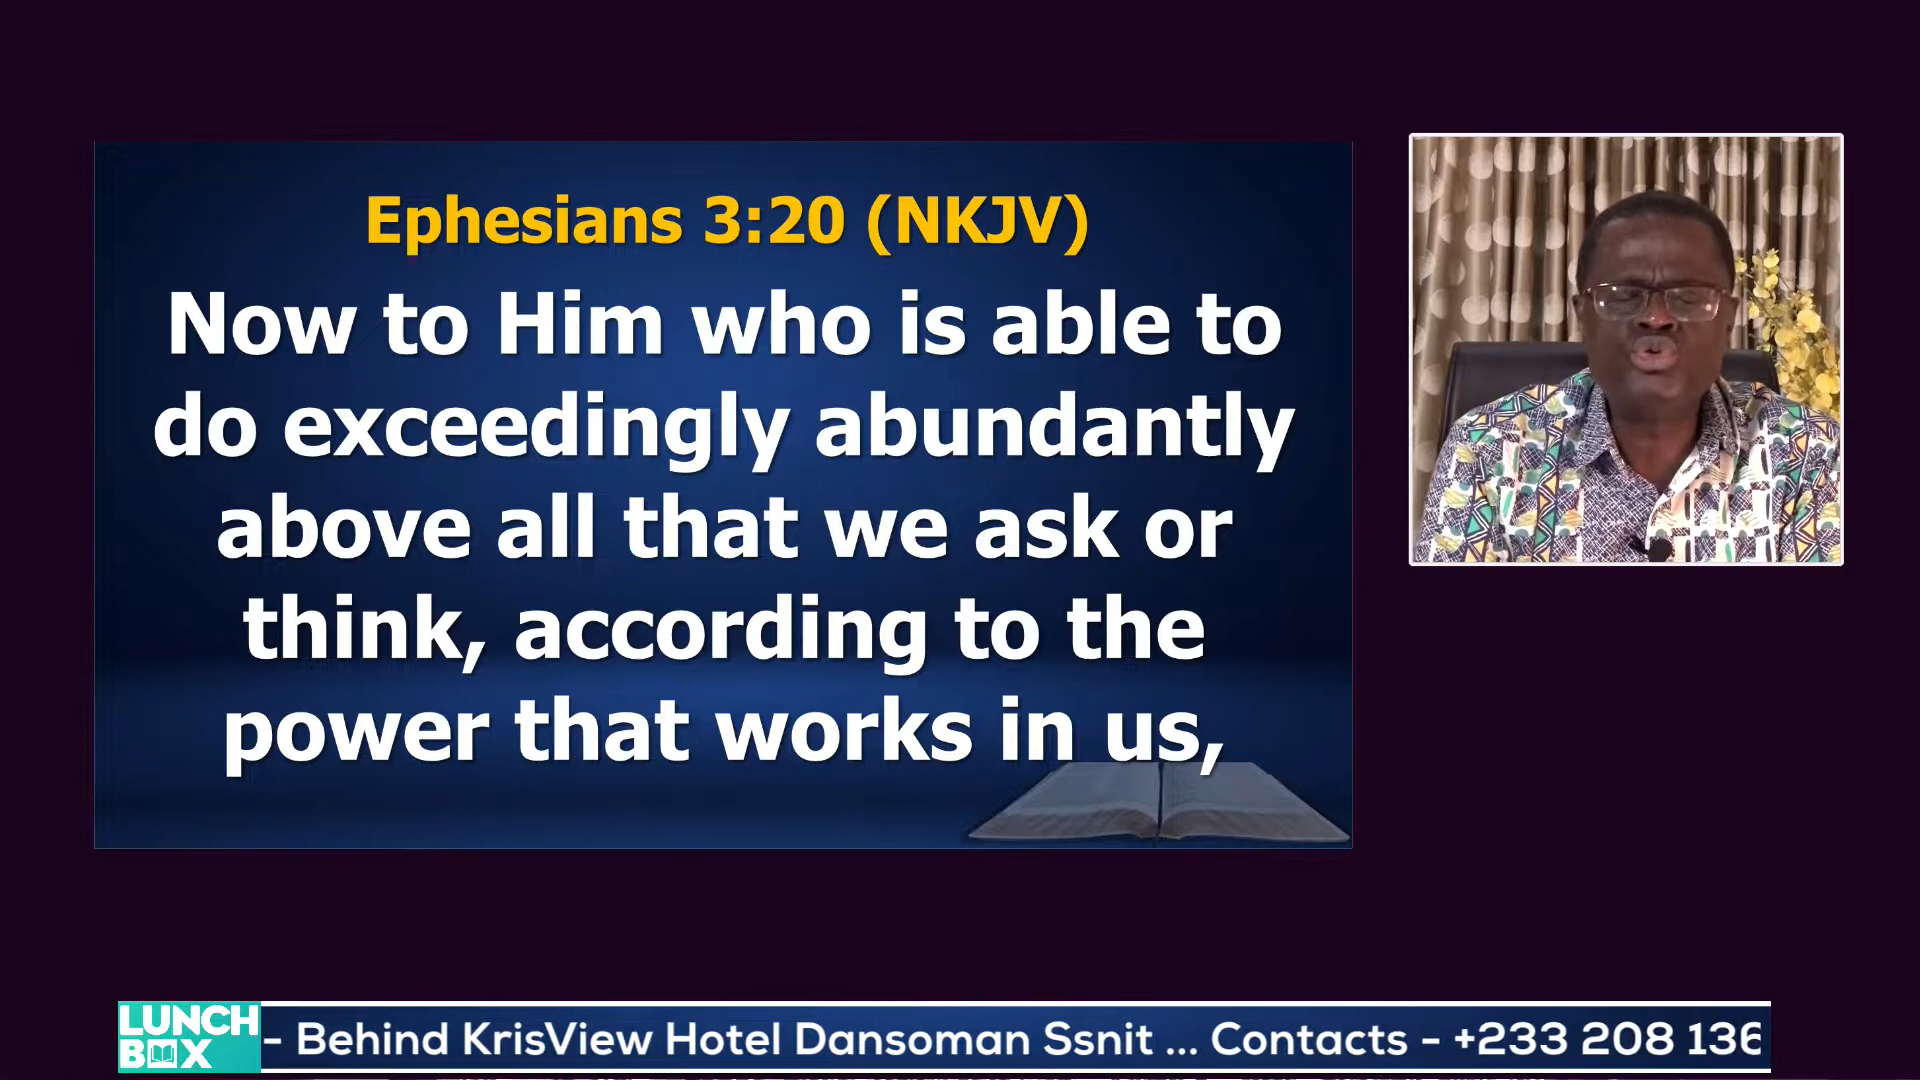 Ephesians 3:20 (NKJV)
Now to Him who is able to
do exceedingly abundantly
above all that we ask or
think, according to the
power that works in us,
LUNCH
BOX
- Behind KrisView Hotel Dansoman Ssnit ... Contacts - +233 208 136